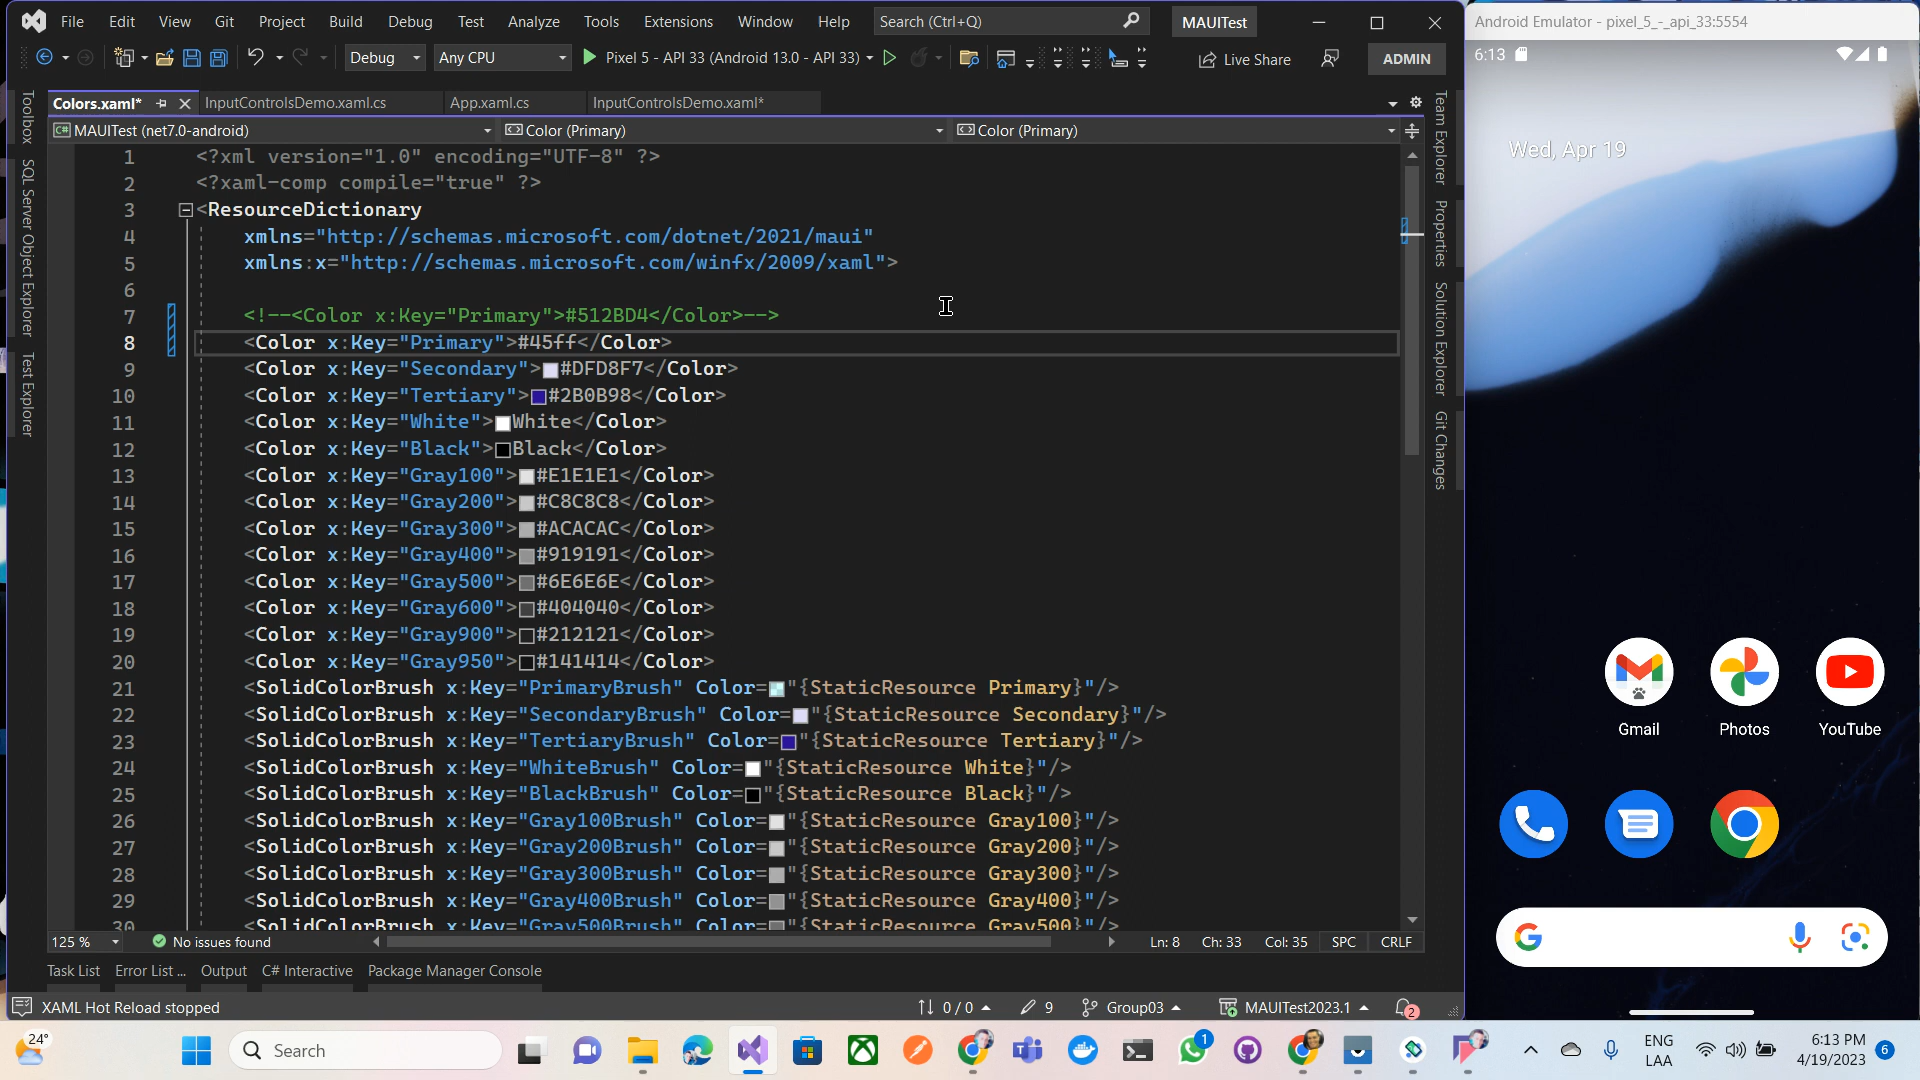 File Edit View Git Project Build Debug Test Analyze Tools Extensions Window Help Search (Ctrl+Q) MAUITest
Debug Any CPU Pixel 5 - API 33 (Android 13.0 - API 33) Live Share ADMIN
Colors.xaml* InputControlsDemo.xaml.cs App.xaml.cs InputControlsDemo.xaml*
MAUITest (net7.0-android) Color (Primary) Color (Primary)
Toolbox
SQL Server Object Explorer
Test Explorer
1 <?xml version="1.0" encoding="UTF-8" ?>
2 <?xaml-comp compile="true" ?>
3 <ResourceDictionary
4 xmlns="http://schemas.microsoft.com/dotnet/2021/maui"
5 xmlns:x="http://schemas.microsoft.com/winfx/2009/xaml">
6
7 <!--<Color x:Key="Primary">#512BD4</Color>-->
8 <Color x:Key="Primary">#45ff</Color>
9 <Color x:Key="Secondary">#DFD8F7</Color>
10 <Color x:Key="Tertiary">#2B0B98</Color>
11 <Color x:Key="White">White</Color>
12 <Color x:Key="Black">Black</Color>
13 <Color x:Key="Gray100">#E1E1E1</Color>
14 <Color x:Key="Gray200">#C8C8C8</Color>
15 <Color x:Key="Gray300">#ACACAC</Color>
16 <Color x:Key="Gray400">#919191</Color>
17 <Color x:Key="Gray500">#6E6E6E</Color>
18 <Color x:Key="Gray600">#404040</Color>
19 <Color x:Key="Gray900">#212121</Color>
20 <Color x:Key="Gray950">#141414</Color>
21 <SolidColorBrush x:Key="PrimaryBrush" Color="{StaticResource Primary}"/>
22 <SolidColorBrush x:Key="SecondaryBrush" Color="{StaticResource Secondary}"/>
23 <SolidColorBrush x:Key="TertiaryBrush" Color="{StaticResource Tertiary}"/>
24 <SolidColorBrush x:Key="WhiteBrush" Color="{StaticResource White}"/>
25 <SolidColorBrush x:Key="BlackBrush" Color="{StaticResource Black}"/>
26 <SolidColorBrush x:Key="Gray100Brush" Color="{StaticResource Gray100}"/>
27 <SolidColorBrush x:Key="Gray200Brush" Color="{StaticResource Gray200}"/>
28 <SolidColorBrush x:Key="Gray300Brush" Color="{StaticResource Gray300}"/>
29 <SolidColorBrush x:Key="Gray400Brush" Color="{StaticResource Gray400}"/>
30 <SolidColorBrush x:Key="Gray500Brush" Color="{StaticResource Gray500}"/>
Team Explorer
Properties
Solution Explorer
Git Changes
125 % No issues found Ln: 8 Ch: 33 Col: 35 SPC CRLF
Task List Error List ... Output C# Interactive Package Manager Console
XAML Hot Reload stopped 0 / 0 9 Group03 MAUITest2023.1 2
Android Emulator - pixel_5_-_api_33:5554
6:13
Wed, Apr 19
Gmail Photos YouTube
24° Search 1 ENG 6:13 PM
LAA 4/19/2023 6